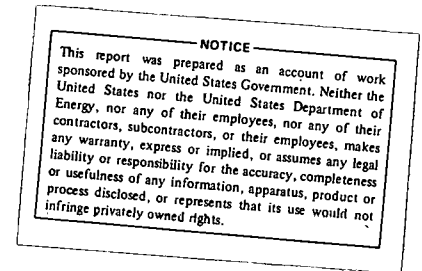 NOTICE
This report was prepared as an account of work
sponsored by the United States Government. Neither the
United States nor the United States Department of
Energy, nor any of their employees, nor any of their
contractors, subcontractors, or their employees, makes
any warranty, express or implied, or assumes any legal
liability or responsibility for the accuracy, completeness
or usefulness of any information, apparatus, product or
process disclosed, or represents that its use would not
infringe privately owned rights.